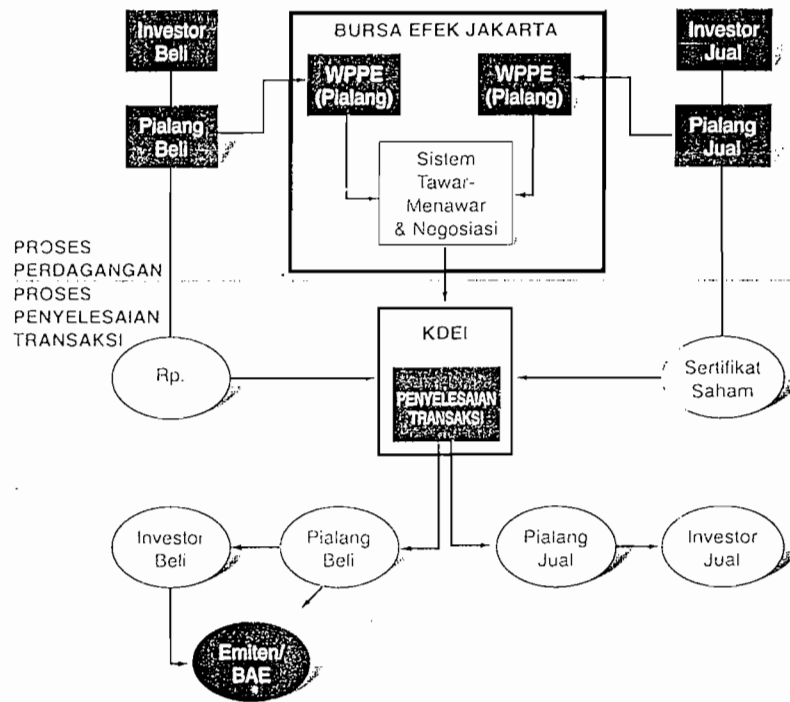 BURSA EFEK JAKARTA
Investor
Beli
Investor
Jual
WPPE
(Pialang)
WPPE
(Pialang)
Pialang
Beli
Pialang
Jual
Sistem
Tawar-
Menawar
& Negosiasi
PROSES
PERDAGANGAN
PROSES
PENYELESAIAN
TRANSAKSI
KDEI
Rp.
PENYELESAIAN
TRANSAKSI
Sertifikat
Saham
Investor
Beli
Pialang
Beli
Pialang
Jual
Investor
Jual
Emiten/
BAE